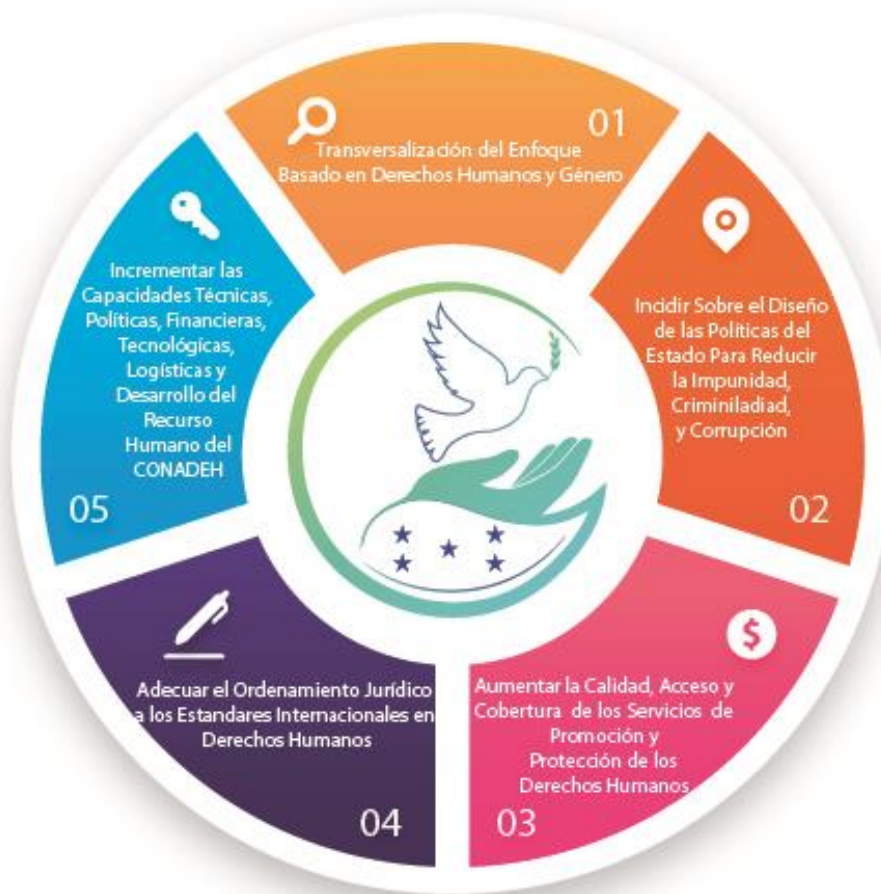 01
Transversalización del Enfoque
Basado en Derechos Humanos y Género
Incidir Sobre el Diseño
de las Políticas del
Estado Para Reducir
la Impunidad,
Criminiladiad,
y Corrupción
02
Aumentar la Calidad, Acceso y
Cobertura de los Servicios de
Promoción y
Protección de los
Derechos Humanos
03
Adecuar el Ordenamiento Jurídico
a los Estandares Internacionales en
Derechos Humanos
04
Incrementar las
Capacidades Técnicas,
Políticas, Financieras,
Tecnológícas,
Logísticas y
Desarrollo del
Recurso
Humano del
CONADEH
05